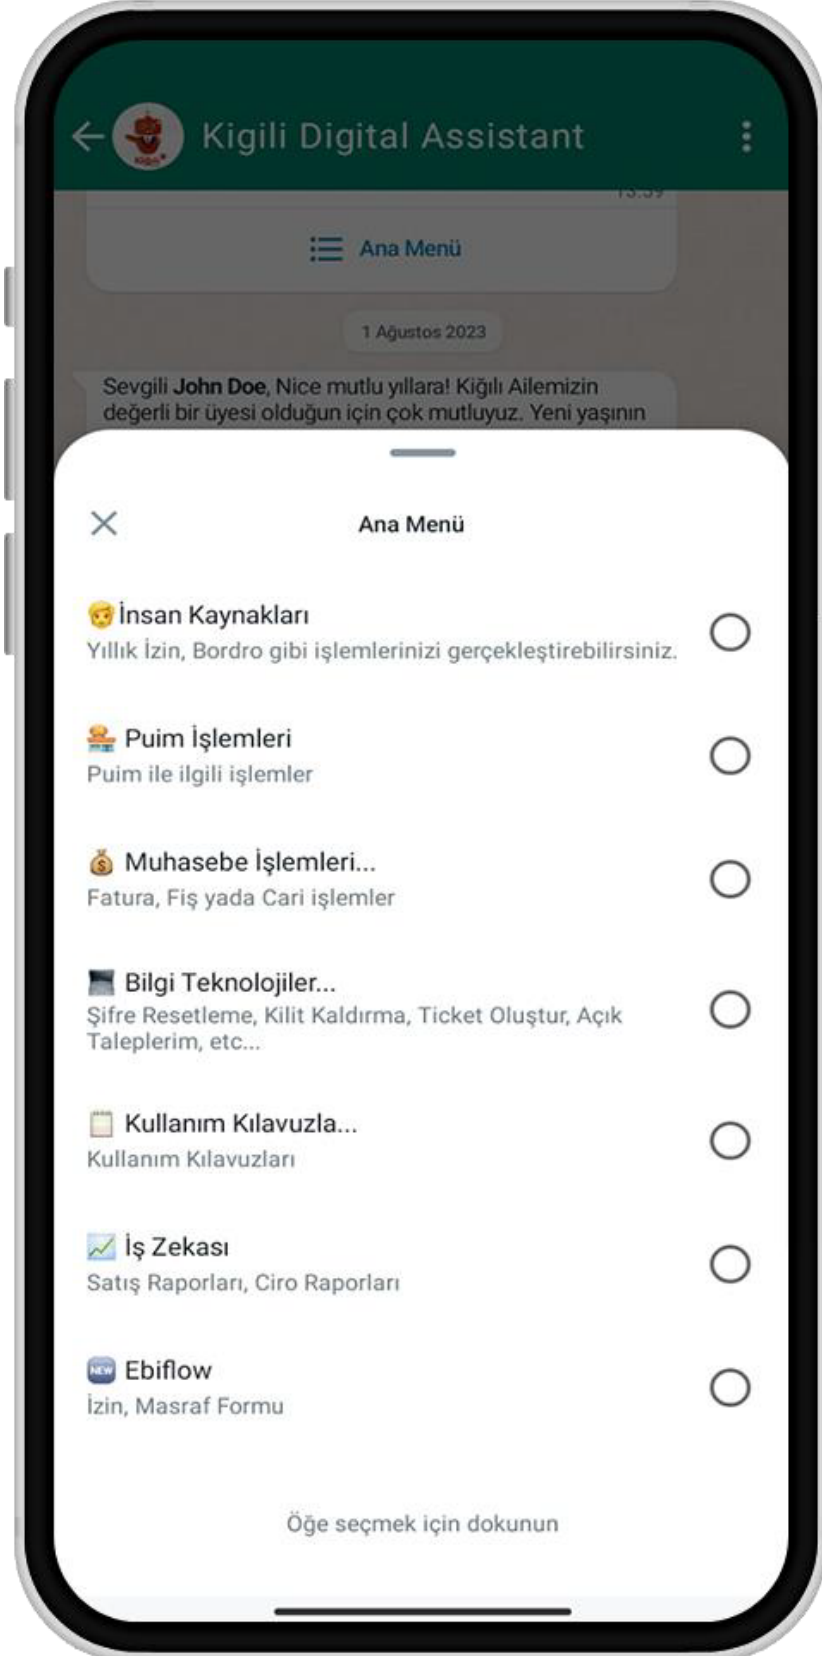 Kigili Digital Assistant
13:59
Ana Menü
1 Ağustos 2023
Sevgili John Doe, Nice mutlu yıllara! Kiğılı Ailemizin
değerli bir üyesi olduğun için çok mutluyuz. Yeni yaşının
Ana Menü
İnsan Kaynakları
Yıllık İzin, Bordro gibi işlemlerinizi gerçekleştirebilirsiniz.
Puim İşlemleri
Puim ile ilgili işlemler
Muhasebe İşlemleri...
Fatura, Fiş yada Cari işlemler
Bilgi Teknolojiler...
Şifre Resetleme, Kilit Kaldırma, Ticket Oluştur, Açık
Taleplerim, etc...
Kullanım Kılavuzla...
Kullanım Kılavuzları
İş Zekası
Satış Raporları, Ciro Raporları
NEW Ebiflow
İzin, Masraf Formu
Öğe seçmek için dokunun